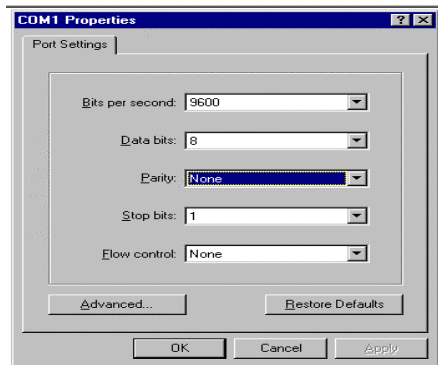 COM1 Properties
Port Settings
Bits per second: 9600
Data bits: 8
Parity: None
Stop bits: 1
Flow control: None
Advanced... Restore Defaults
OK Cancel Apply